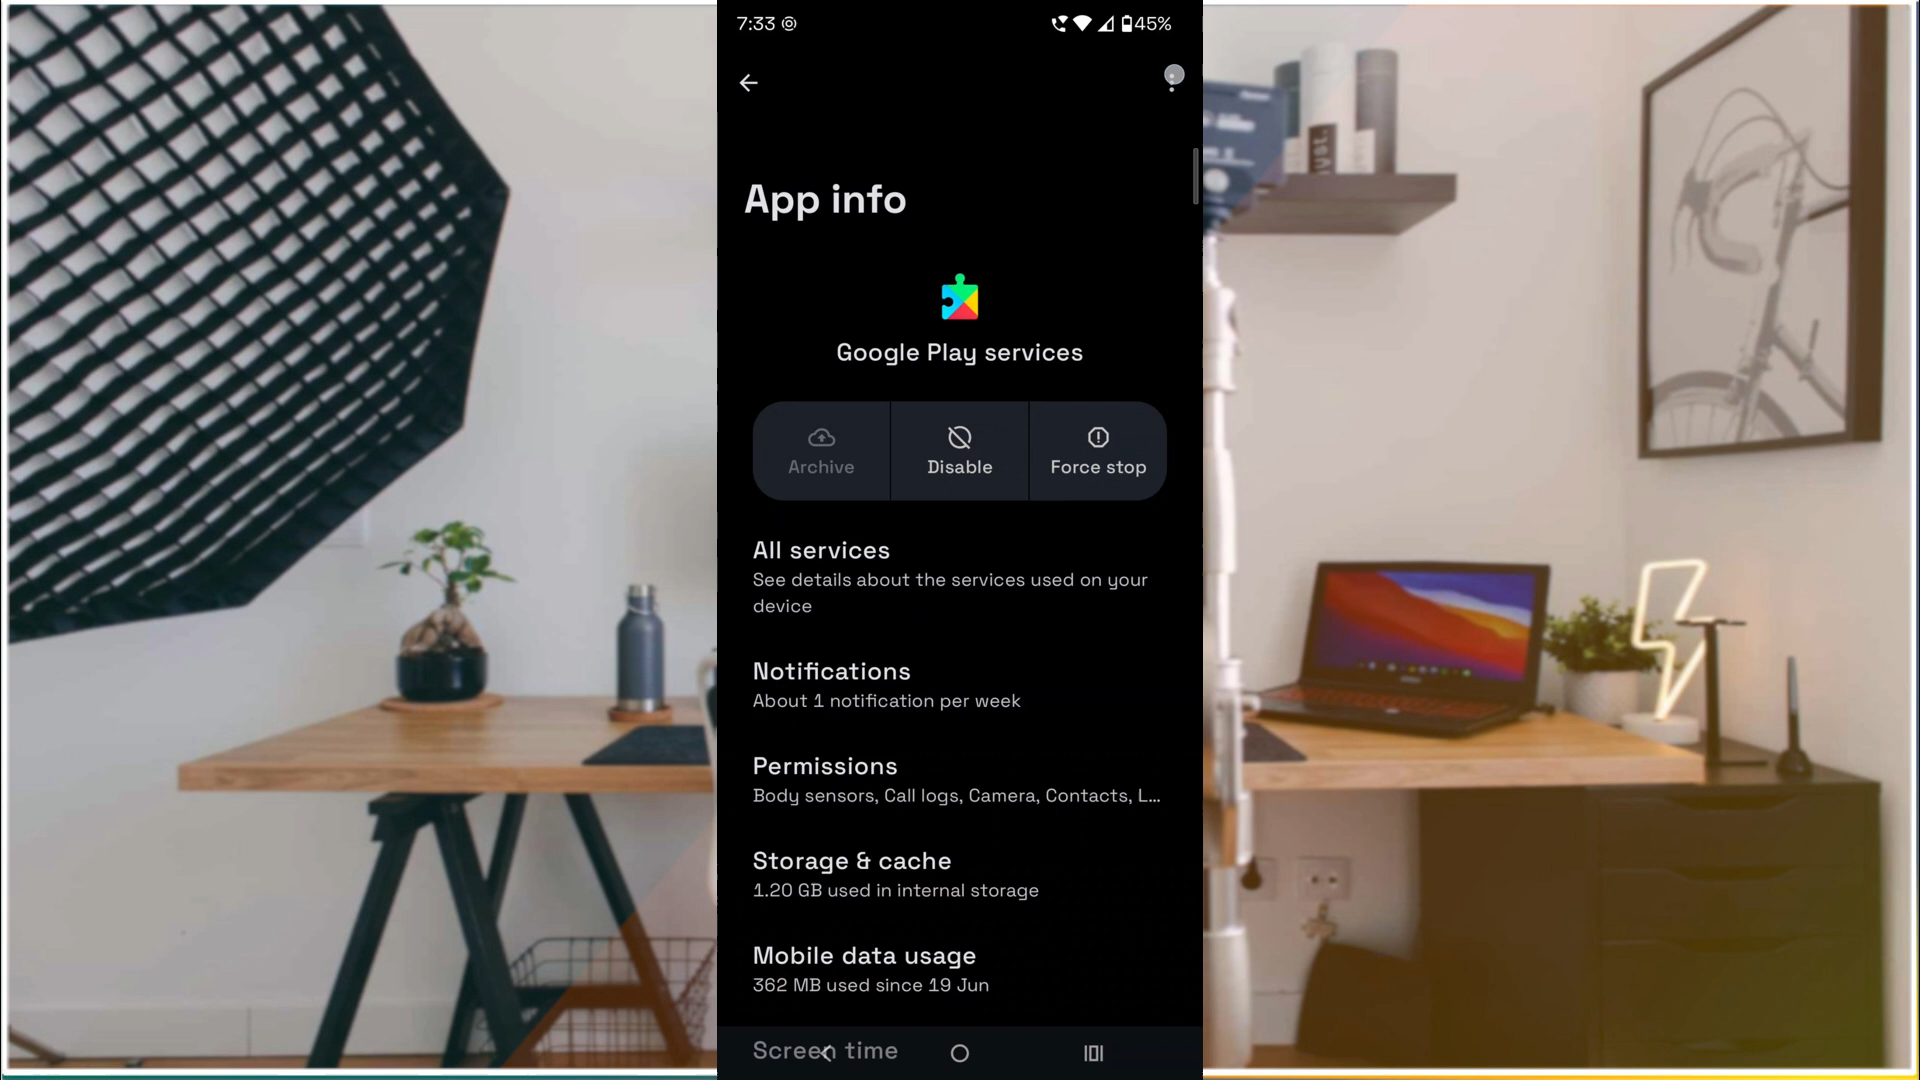 7:33
45%
App info
Google Play services
Archive
Disable
Force stop
All services
See details about the services used on your
device
Notifications
About 1 notification per week
Permissions
Body sensors, Call logs, Camera, Contacts, L...
Storage & cache
1.20 GB used in internal storage
Mobile data usage
362 MB used since 19 Jun
Screen time